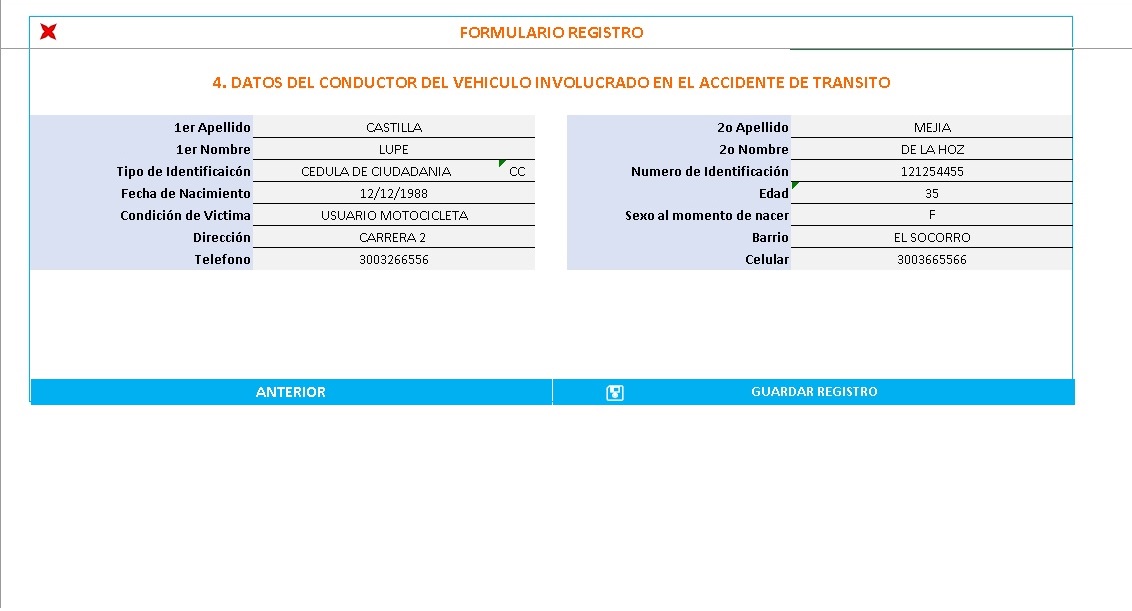 FORMULARIO REGISTRO
4. DATOS DEL CONDUCTOR DEL VEHICULO INVOLUCRADO EN EL ACCIDENTE DE TRANSITO
1er Apellido CASTILLA 2o Apellido MEJIA
1er Nombre LUPE 2o Nombre DE LA HOZ
Tipo de Identificaicón CEDULA DE CIUDADANIA CC Numero de Identificación 121254455
Fecha de Nacimiento 12/12/1988 Edad 35
Condición de Victima USUARIO MOTOCICLETA Sexo al momento de nacer F
Dirección CARRERA 2 Barrio EL SOCORRO
Telefono 3003266556 Celular 3003665566
ANTERIOR GUARDAR REGISTRO